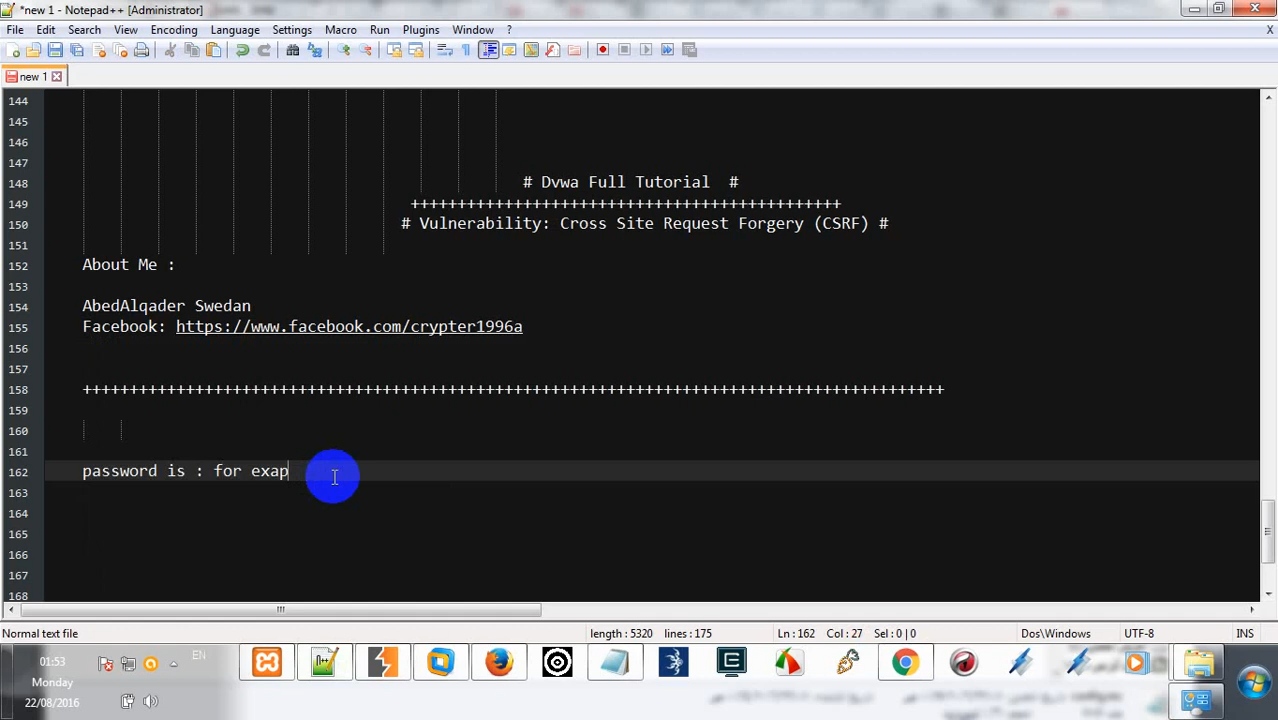 *new 1 - Notepad++ [Administrator]
File Edit Search View Encoding Language Settings Macro Run Plugins Window ? X
new 1
144
145
146
147
148 # Dvwa Full Tutorial #
149 ++++++++++++++++++++++++++++++++++++++++++++++
150 # Vulnerability: Cross Site Request Forgery (CSRF) #
151
152 About Me :
153
154 AbedAlqader Swedan
155 Facebook: https://www.facebook.com/crypter1996a
156
157
158 ++++++++++++++++++++++++++++++++++++++++++++++++++++++++++++++++++++++++++++++++++++++++++++
159
160
161
162 password is : for exap
163
164
165
166
167
168
Normal text file length : 5320 lines : 175 Ln : 162 Col : 27 Sel : 0 | 0 Dos\Windows UTF-8 INS
01:53 EN
Monday
22/08/2016